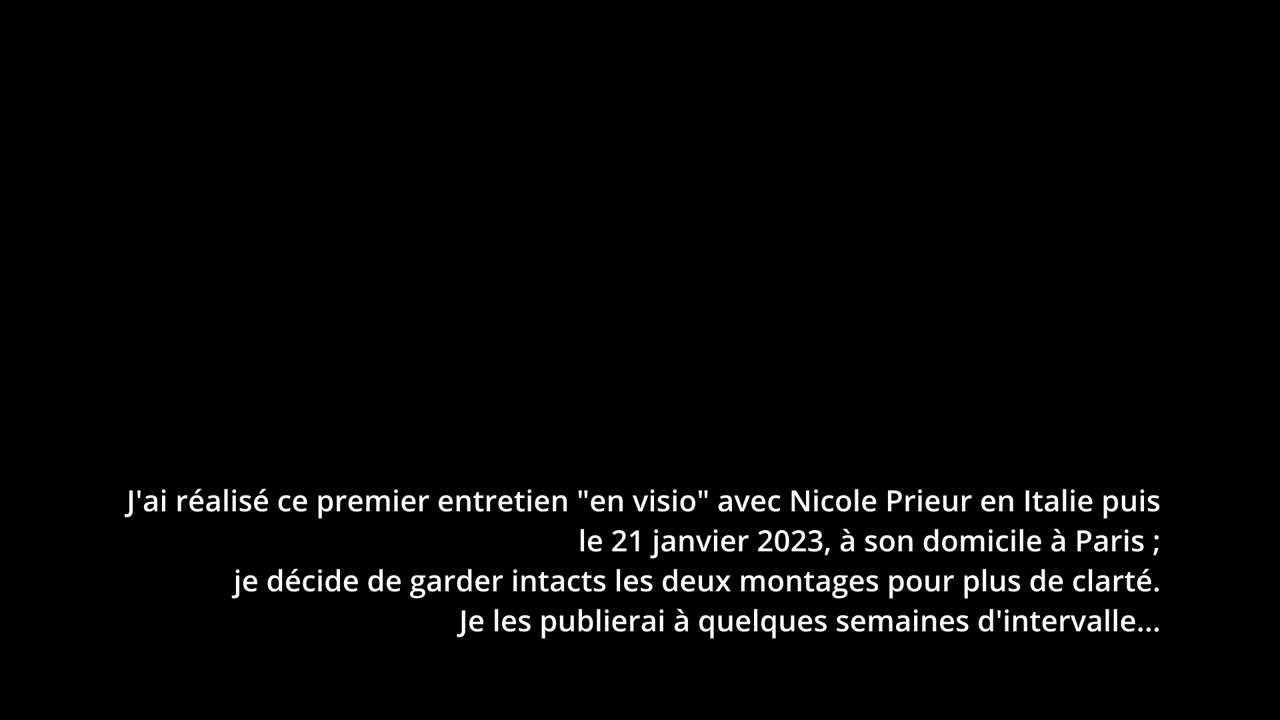 J'ai réalisé ce premier entretien "en visio" avec Nicole Prieur en Italie puis
le 21 janvier 2023, à son domicile à Paris ;
je décide de garder intacts les deux montages pour plus de clarté.
Je les publierai à quelques semaines d'intervalle...